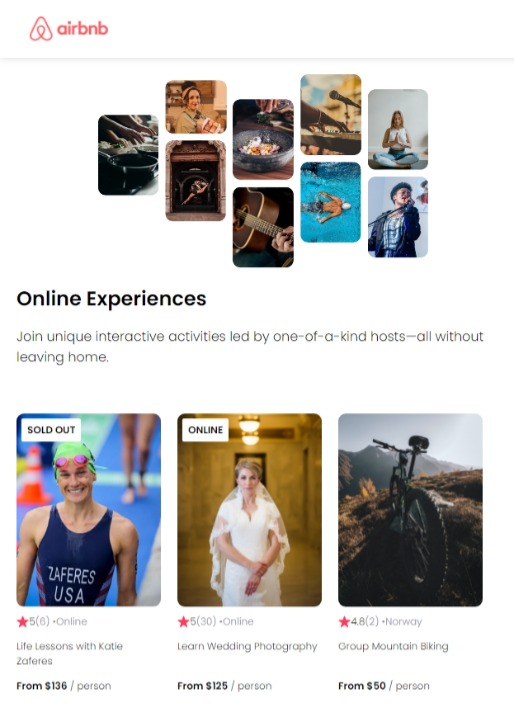 airbnb
Online Experiences
Join unique interactive activities led by one-of-a-kind hosts—all without
leaving home.
SOLD OUT
ZAFERES
USA
ONLINE
5(6) •Online
Life Lessons with Katie
Zaferes
From $136 / person
5(30) •Online
Learn Wedding Photography
From $125 / person
4.8(2) •Norway
Group Mountain Biking
From $50 / person